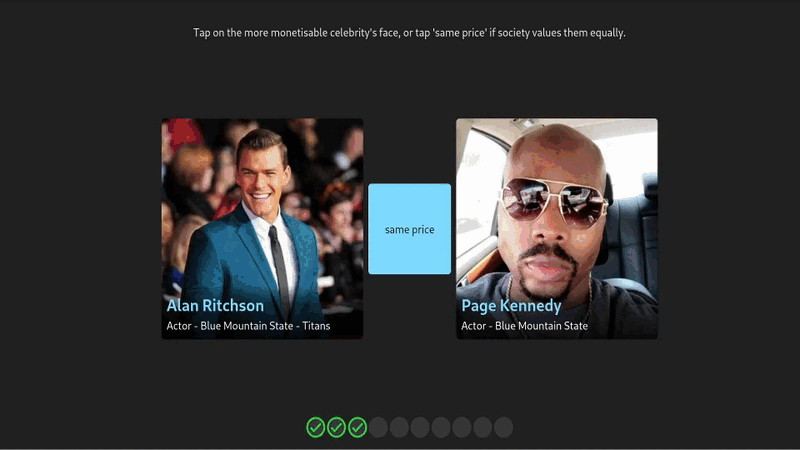 Tap on the more monetisable celebrity's face, or tap 'same price' if society values them equally.
same price
Alan Ritchson
Actor - Blue Mountain State - Titans
Page Kennedy
Actor - Blue Mountain State